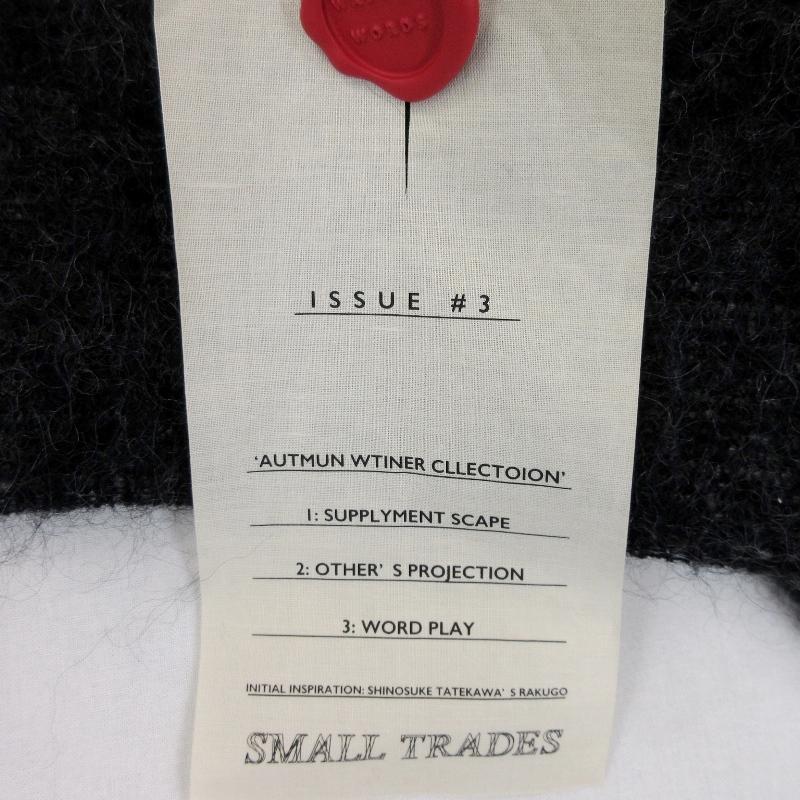 WORDS
ISSUE #3
'AUTMUN WTINER CLLECTOION'
1: SUPPLYMENT SCAPE
2: OTHER' S PROJECTION
3: WORD PLAY
INITIAL INSPIRATION: SHINOSUKE TATEKAWA' S RAKUGO
SMALL TRADES